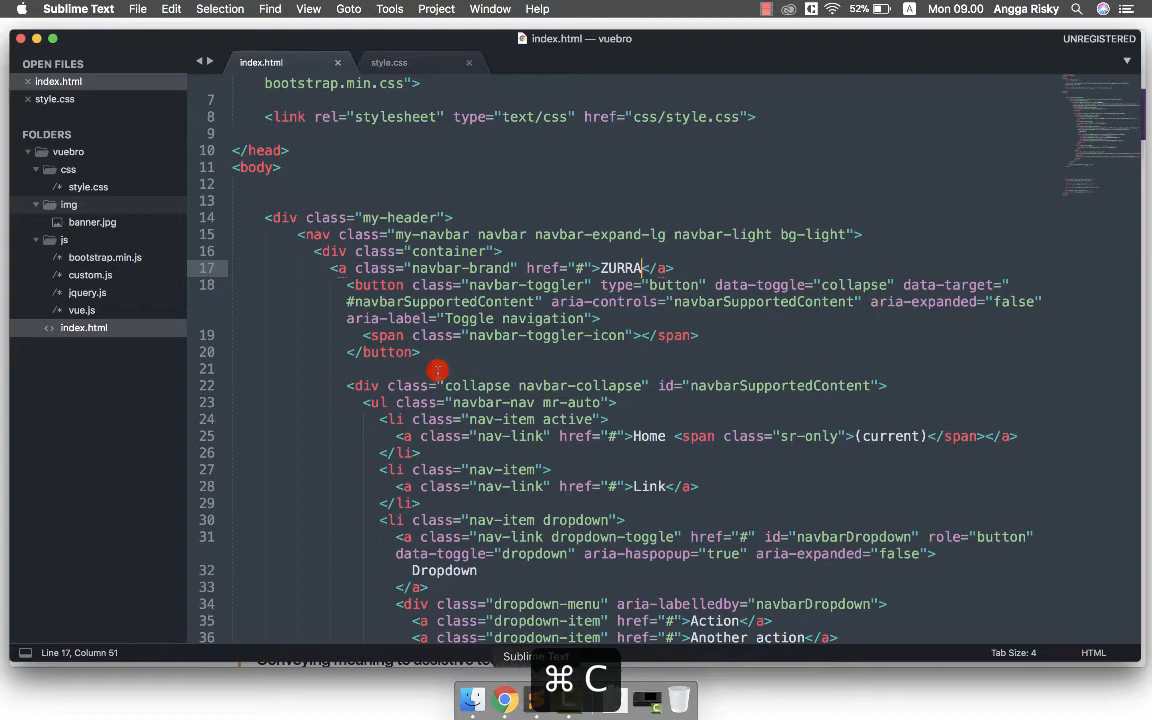 Sublime Text File Edit Selection Find View Goto Tools Project Window Help 52% A Mon 09.00 Angga Risky
index.html — vuebro UNREGISTERED
OPEN FILES
index.html
style.css
FOLDERS
vuebro
css
style.css
img
banner.jpg
js
bootstrap.min.js
custom.js
jquery.js
vue.js
index.html
index.html style.css
bootstrap.min.css">
7
8 <link rel="stylesheet" type="text/css" href="css/style.css">
9
10 </head>
11 <body>
12
13
14 <div class="my-header">
15 <nav class="my-navbar navbar navbar-expand-lg navbar-light bg-light">
16 <div class="container">
17 <a class="navbar-brand" href="#">ZURRA</a>
18 <button class="navbar-toggler" type="button" data-toggle="collapse" data-target="
#navbarSupportedContent" aria-controls="navbarSupportedContent" aria-expanded="false"
aria-label="Toggle navigation">
19 <span class="navbar-toggler-icon"></span>
20 </button>
21
22 <div class="collapse navbar-collapse" id="navbarSupportedContent">
23 <ul class="navbar-nav mr-auto">
24 <li class="nav-item active">
25 <a class="nav-link" href="#">Home <span class="sr-only">(current)</span></a>
26 </li>
27 <li class="nav-item">
28 <a class="nav-link" href="#">Link</a>
29 </li>
30 <li class="nav-item dropdown">
31 <a class="nav-link dropdown-toggle" href="#" id="navbarDropdown" role="button"
data-toggle="dropdown" aria-haspopup="true" aria-expanded="false">
32 Dropdown
33 </a>
34 <div class="dropdown-menu" aria-labelledby="navbarDropdown">
35 <a class="dropdown-item" href="#">Action</a>
36 <a class="dropdown-item" href="#">Another action</a>
Line 17, Column 51 Tab Size: 4 HTML
Conveying meaning to assistive
Sublime Text
⌘ C